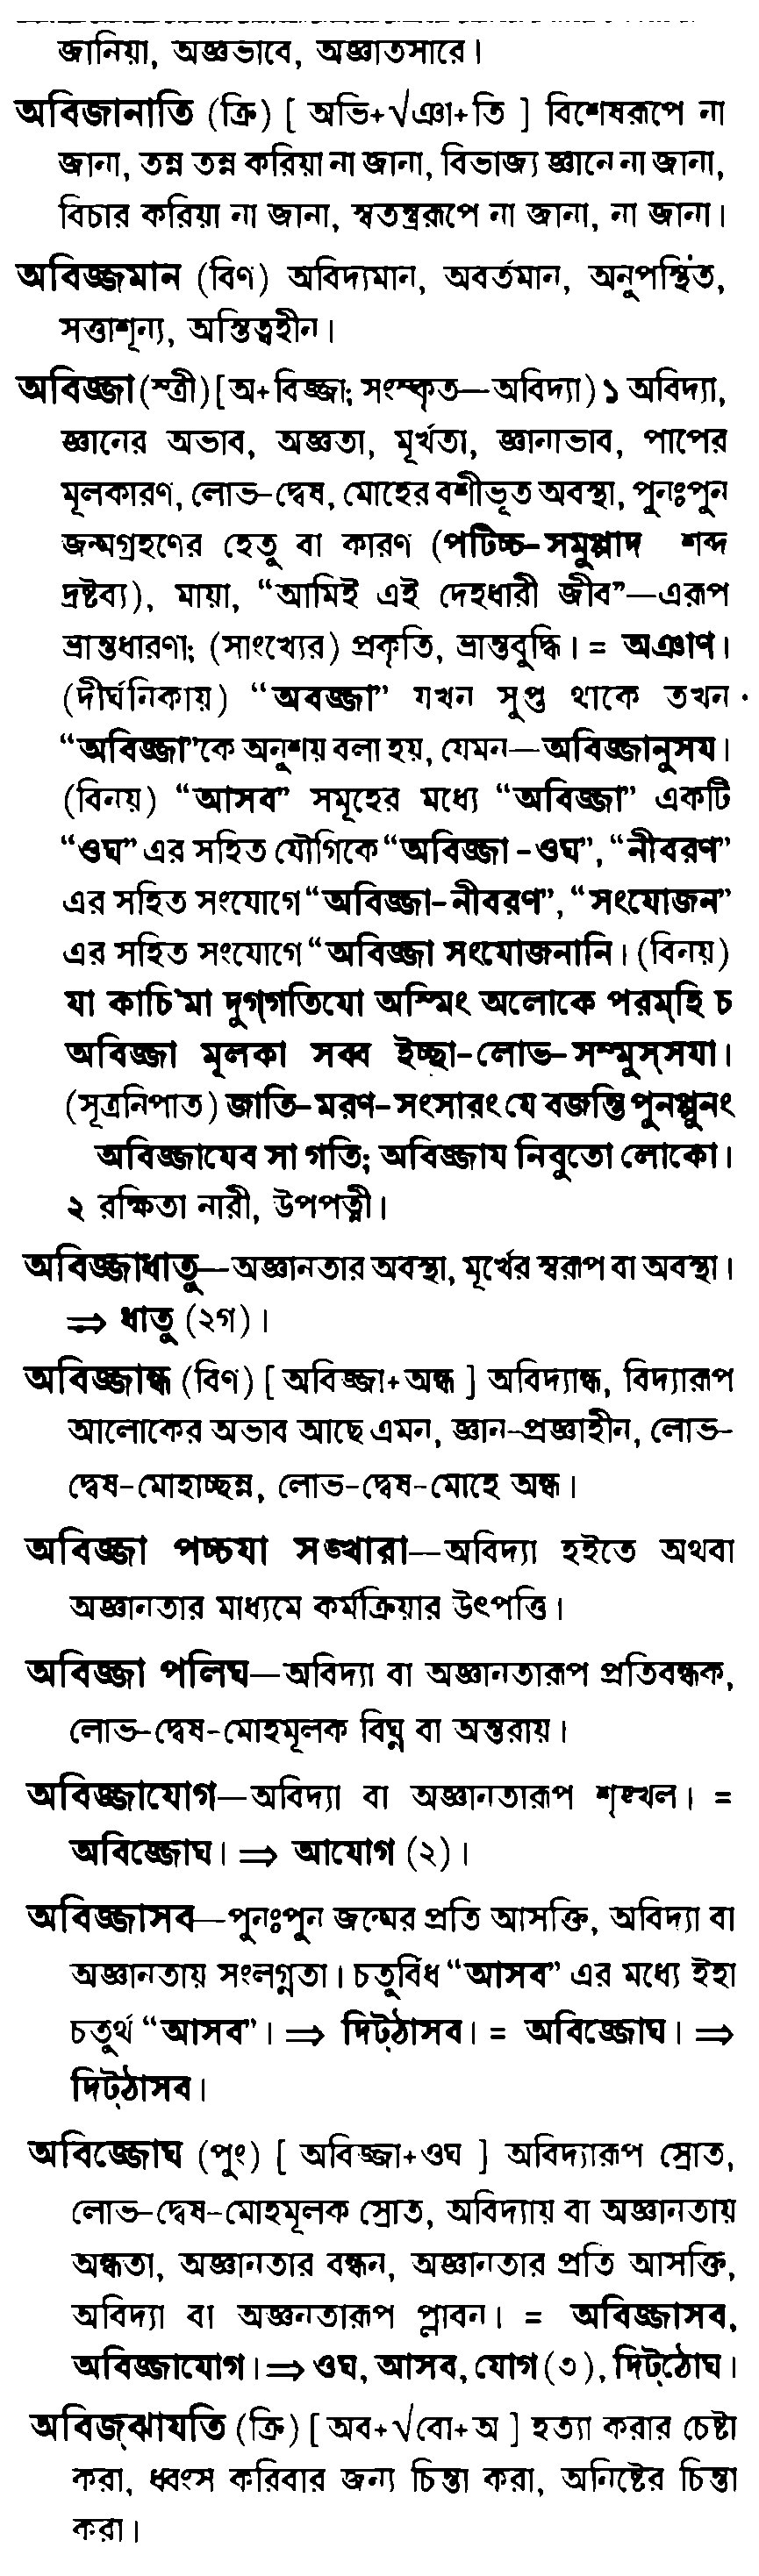 জানিয়া, অজ্ঞভাবে, অজ্ঞাতসারে।
অবিজানাতি (ক্রি) [ অভি+√ঞা+তি ] বিশেষরূপে না
জানা, তন্ন তন্ন করিয়া না জানা, বিভাজ্য জ্ঞানে না জানা,
বিচার করিয়া না জানা, স্বতন্ত্ররূপে না জানা, না জানা।
অবিজ্জমান (বিণ) অবিদ্যমান, অবর্তমান, অনুপস্থিত,
সত্তাশূন্য, অস্তিত্বহীন।
অবিজ্জা (স্ত্রী) [ অ+বিজ্জা; সংস্কৃত—অবিদ্যা) ১ অবিদ্যা,
জ্ঞানের অভাব, অজ্ঞতা, মূর্খতা, জ্ঞানাভাব, পাপের
মূলকারণ, লোভ-দ্বেষ, মোহের বশীভূত অবস্থা, পুনঃপুন
জন্মগ্রহণের হেতু বা কারণ (পটিচ্চ-সমুপ্পাদ শব্দ
দ্রষ্টব্য), মায়া, “আমিই এই দেহধারী জীব”—এরূপ
ভ্রান্তধারণা; (সাংখ্যের) প্রকৃতি, ভ্রান্তবুদ্ধি। = অঞাণ।
(দীর্ঘনিকায়) “অবজ্জা” যখন সুপ্ত থাকে তখন
“অবিজ্জা”কে অনুশয় বলা হয়, যেমন—অবিজ্জানুসয।
(বিনয়) “আসব” সমূহের মধ্যে “অবিজ্জা” একটি
“ওঘ” এর সহিত যৌগিকে “অবিজ্জা-ওঘ”, “নীবরণ”
এর সহিত সংযোগে “অবিজ্জা-নীবরণ”, “সংযোজন”
এর সহিত সংযোগে “অবিজ্জা সংযোজনানি। (বিনয়)
যা কাচি'মা দুগ্‌গতিযো অস্মিং অলোকে পরম্‌হি চ
অবিজ্জা মূলকা সব্ব ইচ্ছা-লোভ-সম্মুস্‌সযা।
(সূত্রনিপাত) জাতি-মরণ-সংসারং যে বজন্তি পুনপ্পুনং
অবিজ্জাযেব সা গতি; অবিজ্জায নিবুতো লোকো।
২ রক্ষিতা নারী, উপপত্নী।
অবিজ্জাধাতু—অজ্ঞানতার অবস্থা, মূর্খের স্বরূপ বা অবস্থা।
⇒ ধাতু (২গ)।
অবিজ্জান্ধ (বিণ) [ অবিজ্জা+অন্ধ ] অবিদ্যান্ধ, বিদ্যারূপ
আলোকের অভাব আছে এমন, জ্ঞান-প্রজ্ঞাহীন, লোভ-
দ্বেষ-মোহাচ্ছন্ন, লোভ-দ্বেষ-মোহে অন্ধ।
অবিজ্জা পচ্চযা সঙ্খারা—অবিদ্যা হইতে অথবা
অজ্ঞানতার মাধ্যমে কর্মক্রিয়ার উৎপত্তি।
অবিজ্জা পলিঘ—অবিদ্যা বা অজ্ঞানতারূপ প্রতিবন্ধক,
লোভ-দ্বেষ-মোহমূলক বিঘ্ন বা অন্তরায়।
অবিজ্জাযোগ—অবিদ্যা বা অজ্ঞানতারূপ শৃঙ্খল। =
অবিজ্জোঘ। ⇒ আযোগ (২)।
অবিজ্জাসব—পুনঃপুন জন্মের প্রতি আসক্তি, অবিদ্যা বা
অজ্ঞানতায় সংলগ্নতা। চতুর্বিধ “আসব” এর মধ্যে ইহা
চতুর্থ “আসব”। ⇒ দিট্‌ঠাসব। = অবিজ্জোঘ। ⇒
দিট্‌ঠাসব।
অবিজ্জোঘ (পুং) [ অবিজ্জা+ওঘ ] অবিদ্যারূপ স্রোত,
লোভ-দ্বেষ-মোহমূলক স্রোত, অবিদ্যায় বা অজ্ঞানতায়
অন্ধতা, অজ্ঞানতার বন্ধন, অজ্ঞানতার প্রতি আসক্তি,
অবিদ্যা বা অজ্ঞনতারূপ প্লাবন। = অবিজ্জাসব,
অবিজ্জাযোগ। ⇒ ওঘ, আসব, যোগ (৩), দিট্‌ঠোঘ।
অবিজ্‌ঝাযতি (ক্রি) [ অব+√বো+অ ] হত্যা করার চেষ্টা
করা, ধ্বংস করিবার জন্য চিন্তা করা, অনিষ্টের চিন্তা
করা।